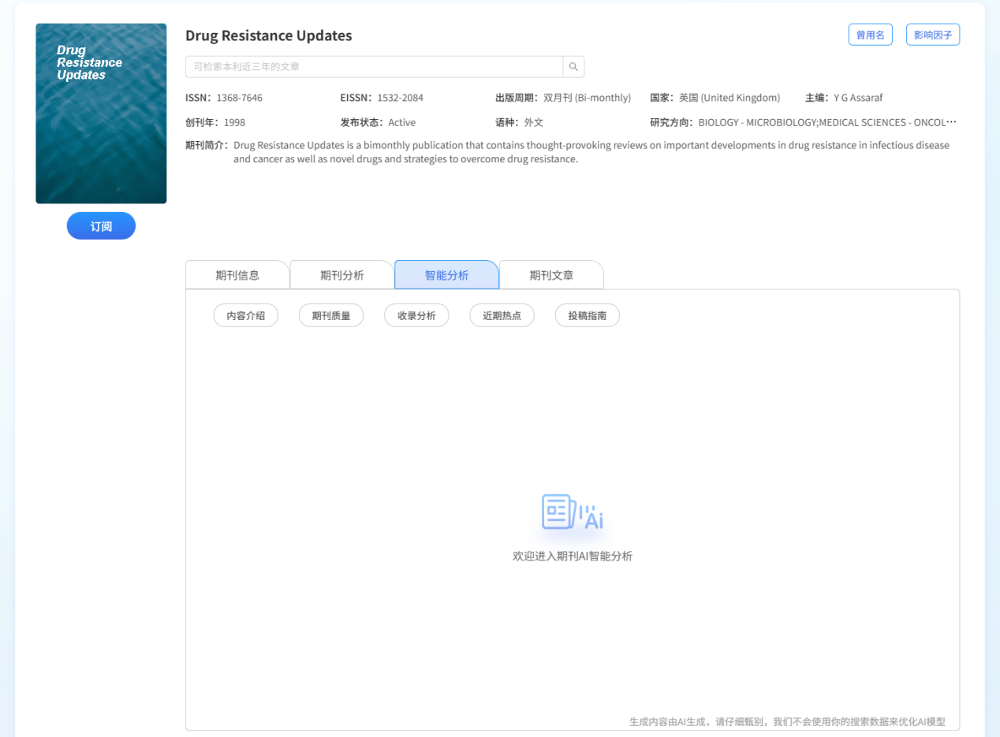 Drug
Resistance
Updates
订阅
Drug Resistance Updates
曾用名 影响因子
可检索本刊近三年的文章
ISSN: 1368-7646 EISSN: 1532-2084 出版周期: 双月刊 (Bi-monthly) 国家: 英国 (United Kingdom) 主编: Y G Assaraf
创刊年: 1998 发布状态: Active 语种: 外文 研究方向: BIOLOGY - MICROBIOLOGY;MEDICAL SCIENCES - ONCOL···
期刊简介: Drug Resistance Updates is a bimonthly publication that contains thought-provoking reviews on important developments in drug resistance in infectious disease
and cancer as well as novel drugs and strategies to overcome drug resistance.
期刊信息 期刊分析 智能分析 期刊文章
内容介绍 期刊质量 收录分析 近期热点 投稿指南
Ai
欢迎进入期刊AI智能分析
生成内容由AI生成，请仔细甄别，我们不会使用你的搜索数据来优化AI模型